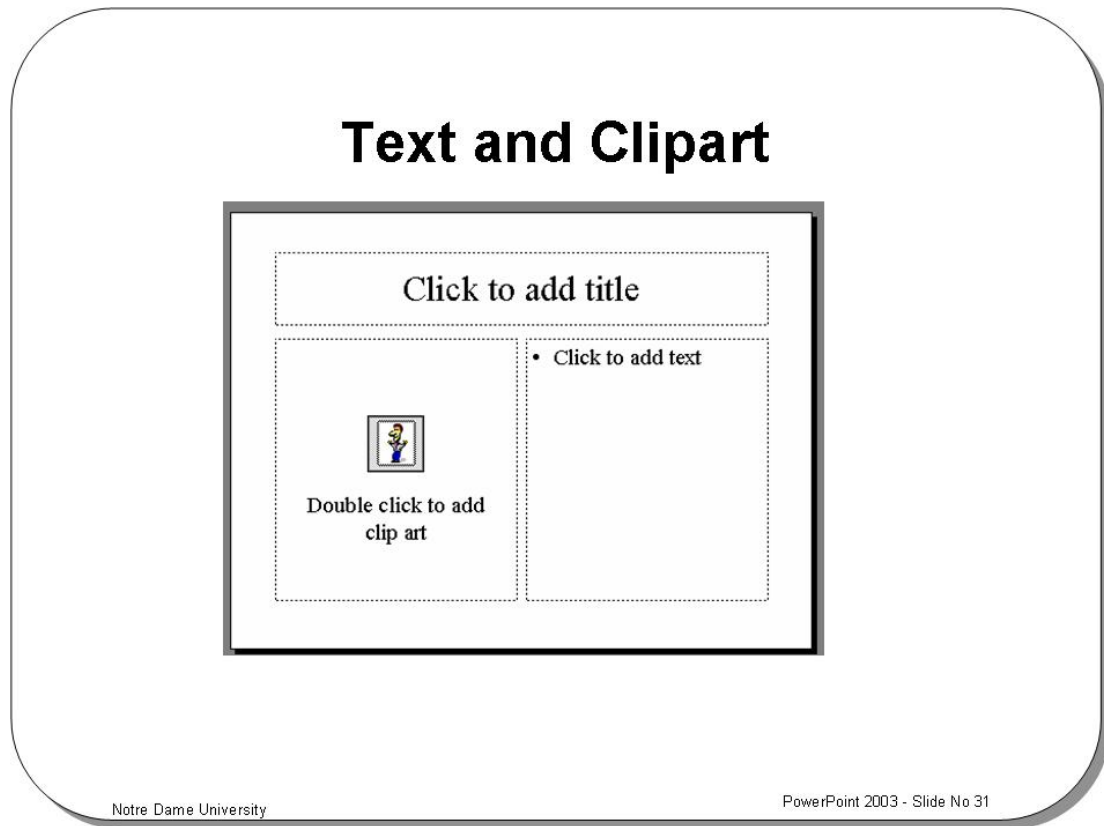 Text and Clipart
Click to add title
Double click to add
clip art
• Click to add text
Notre Dame University
PowerPoint 2003 - Slide No 31